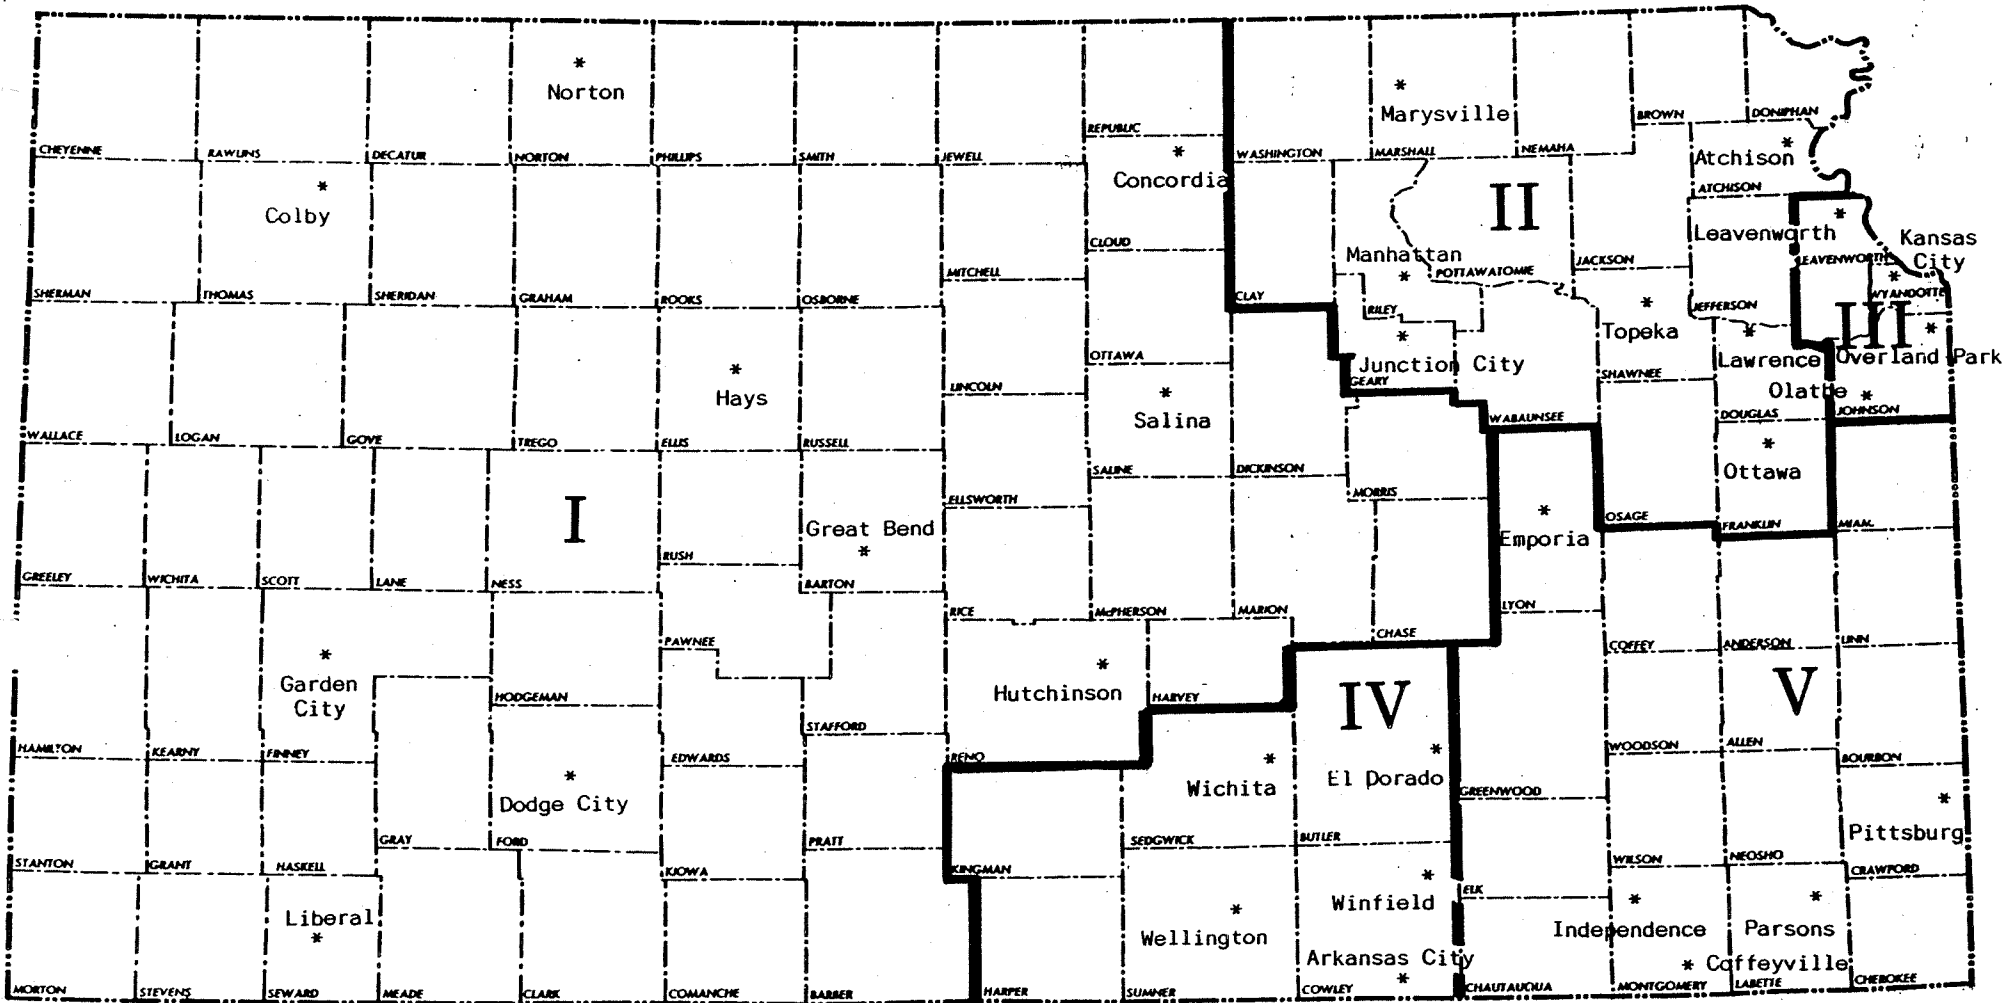 Norton
Marysville
REPUBLIC
BROWN
DONIPHAN
CHEYENNE
RAWLINS
DECATUR
NORTON
PHILLIPS
SMITH
JEWELL
WASHINGTON
MARSHALL
NEMAHA
Atchison
Concordia
ATCHISON
Colby
II
CLOUD
Leavenworth
Kansas
City
Manhattan
MITCHELL
POTTAWATOMIE
JACKSON
LEAVENWORTH
SHERMAN
THOMAS
SHERIDAN
GRAHAM
ROOKS
OSBORNE
CLAY
RILEY
JEFFERSON
WYANDOTTE
III
Topeka
OTTAWA
Junction City
Lawrence
Overland Park
Hays
LINCOLN
GEARY
SHAWNEE
Olathe
Salina
WABAUNSEE
DOUGLAS
JOHNSON
WALLACE
LOGAN
GOVE
TREGO
ELLIS
RUSSELL
SALINE
DICKINSON
Ottawa
MORRIS
ELLSWORTH
I
Great Bend
Emporia
OSAGE
FRANKLIN
MIAMI
RUSH
GREELEY
WICHITA
SCOTT
LANE
NESS
BARTON
RICE
McPHERSON
MARION
LYON
CHASE
PAWNEE
COFFEY
ANDERSON
LINN
Garden
City
Hutchinson
HARVEY
IV
V
HODGEMAN
STAFFORD
HAMILTON
KEARNY
FINNEY
EDWARDS
RENO
WOODSON
ALLEN
BOURBON
Wichita
El Dorado
Dodge City
GREENWOOD
GRAY
FORD
PRATT
SEDGWICK
BUTLER
Pittsburg
STANTON
GRANT
HASKELL
KIOWA
KINGMAN
WILSON
NEOSHO
CRAWFORD
ELK
Liberal
Winfield
Wellington
Independence
Parsons
Arkansas City
Coffeyville
MORTON
STEVENS
SEWARD
MEADE
CLARK
COMANCHE
BARBER
HARPER
SUMNER
COWLEY
CHAUTAUQUA
MONTGOMERY
LABETTE
CHEROKEE